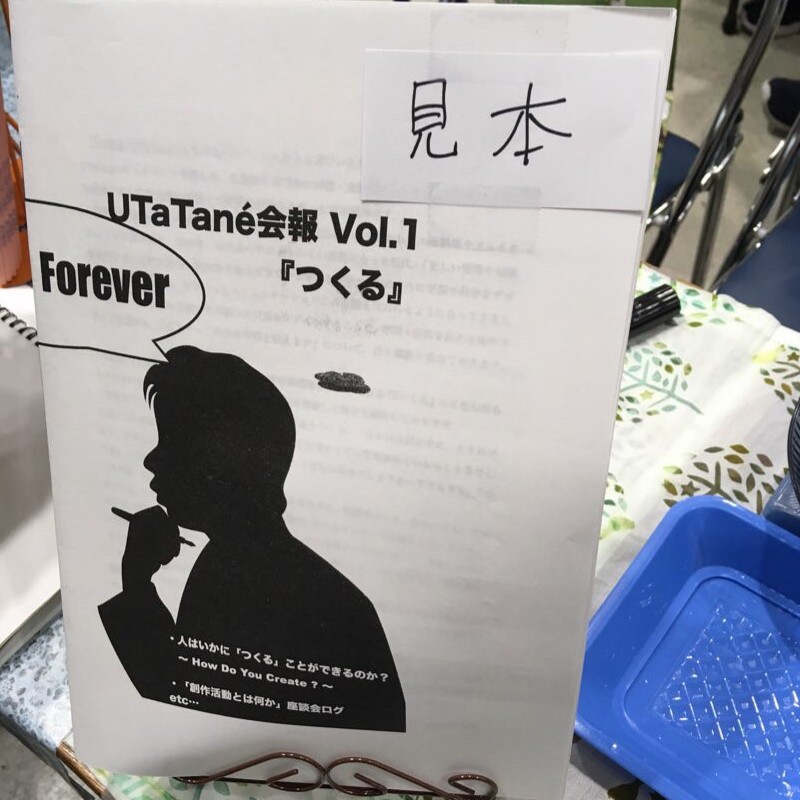 見本
UTaTané会報 Vol.1
『つくる』
Forever
・人はいかに「つくる」ことができるのか？
～ How Do You Create ? ～
・「創作活動とは何か」座談会ログ
etc…